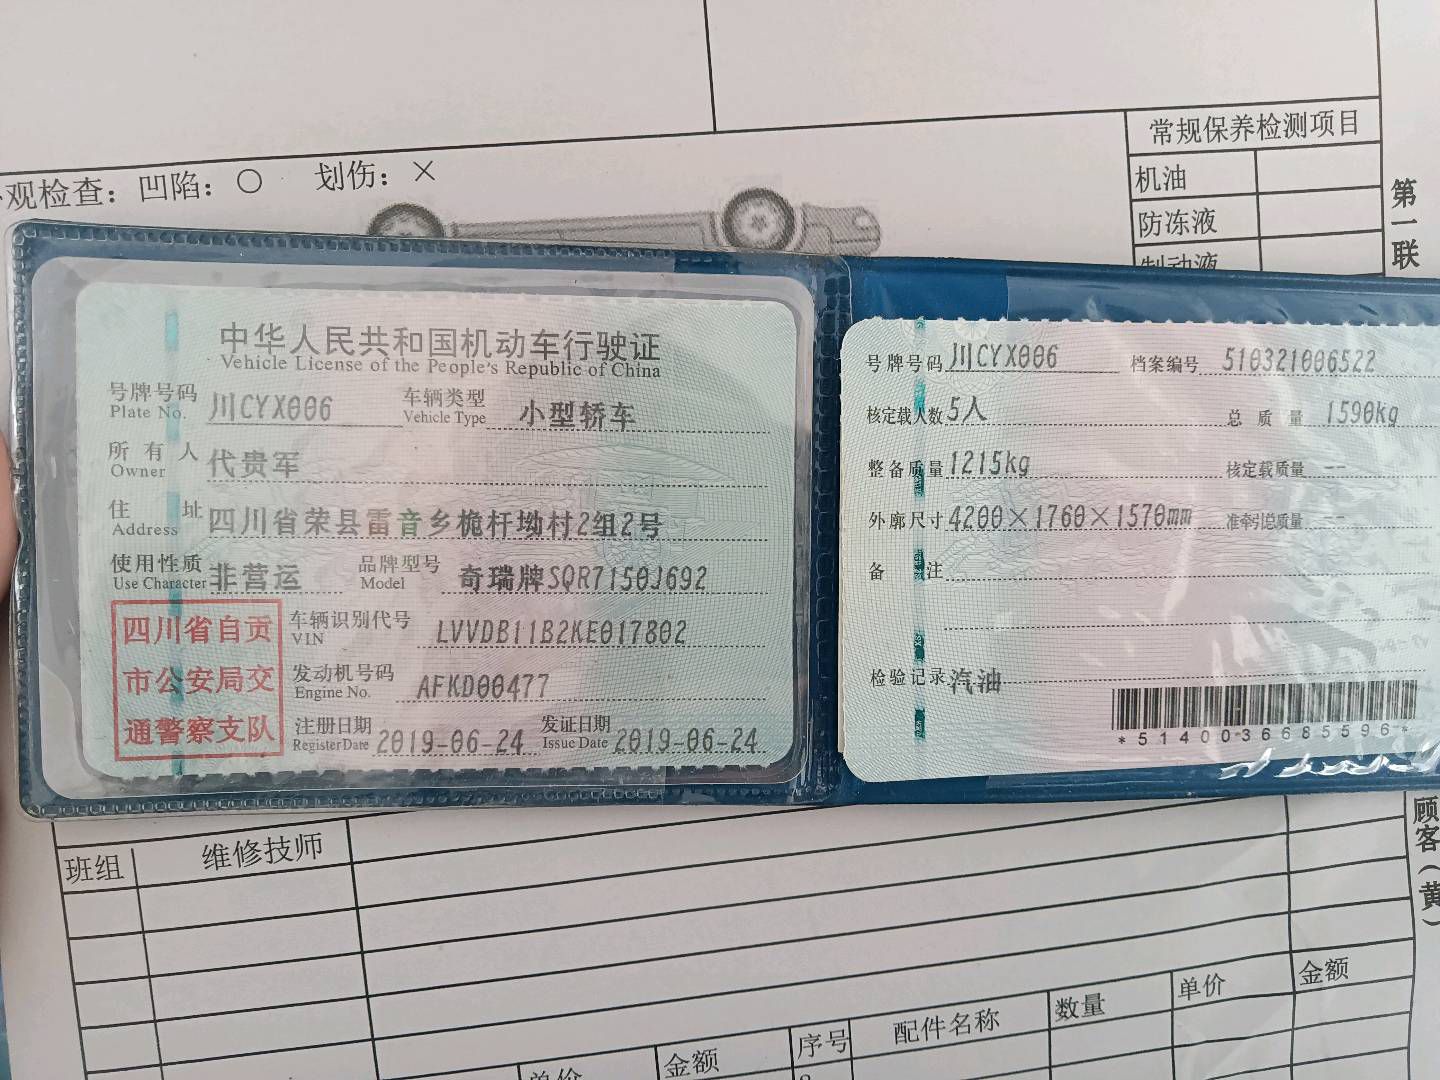 观检查：凹陷：○ 划伤：×
常规保养检测项目
机油
防冻液
制动液
第一联
中华人民共和国机动车行驶证
Vehicle License of the People's Republic of China
号牌号码 川CYX006 车辆类型 小型轿车
Plate No. Vehicle Type
所有人 代贵军
Owner
住址 四川省荣县雷音乡桅杆坳村2组2号
Address
使用性质 非营运 品牌型号 奇瑞牌SQR7150J692
Use Character Model
四川省自贡
市公安局交
通警察支队
车辆识别代号 LVVDB11B2KE017802
VIN
发动机号码 AFKD00477
Engine No.
注册日期 2019-06-24 发证日期 2019-06-24
Register Date Issue Date
号牌号码 川CYX006 档案编号 510321006522
核定载人数 5人 总质量 1590kg
整备质量 1215kg 核定载质量 --
外廓尺寸 4200×1760×1570mm 准牵引总质量 --
备注
检验记录 汽油
*5140036685596*
顾客（黄）
班组 维修技师
单价 金额 序号 配件名称 数量 单价 金额